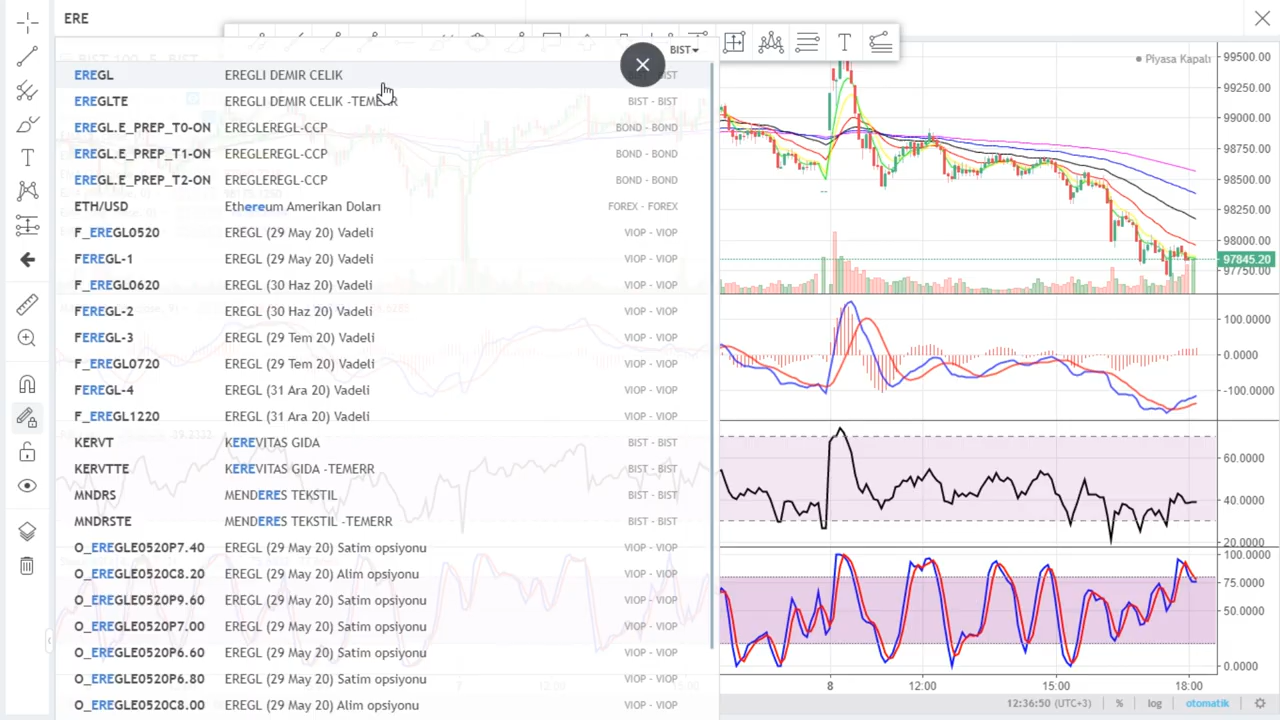 ERE
BIST
EREGL EREGLI DEMIR CELIK BIST
EREGLTE EREGLI DEMIR CELIK -TEMERR BIST - BIST
EREGL.E_PREP_T0-ON EREGLEREGL-CCP BOND - BOND
EREGL.E_PREP_T1-ON EREGLEREGL-CCP BOND - BOND
EREGL.E_PREP_T2-ON EREGLEREGL-CCP BOND - BOND
ETH/USD Ethereum Amerikan Doları FOREX - FOREX
F_EREGL0520 EREGL (29 May 20) Vadeli VIOP - VIOP
FEREGL-1 EREGL (29 May 20) Vadeli VIOP - VIOP
F_EREGL0620 EREGL (30 Haz 20) Vadeli VIOP - VIOP
FEREGL-2 EREGL (30 Haz 20) Vadeli VIOP - VIOP
FEREGL-3 EREGL (29 Tem 20) Vadeli VIOP - VIOP
F_EREGL0720 EREGL (29 Tem 20) Vadeli VIOP - VIOP
FEREGL-4 EREGL (31 Ara 20) Vadeli VIOP - VIOP
F_EREGL1220 EREGL (31 Ara 20) Vadeli VIOP - VIOP
KERVT KEREVITAS GIDA BIST - BIST
KERVTTE KEREVITAS GIDA -TEMERR BIST - BIST
MNDRS MENDERES TEKSTIL BIST - BIST
MNDRSTE MENDERES TEKSTIL -TEMERR BIST - BIST
O_EREGLE0520P7.40 EREGL (29 May 20) Satim opsiyonu VIOP - VIOP
O_EREGLE0520C8.20 EREGL (29 May 20) Alim opsiyonu VIOP - VIOP
O_EREGLE0520P9.60 EREGL (29 May 20) Satim opsiyonu VIOP - VIOP
O_EREGLE0520P7.00 EREGL (29 May 20) Satim opsiyonu VIOP - VIOP
O_EREGLE0520P6.60 EREGL (29 May 20) Satim opsiyonu VIOP - VIOP
O_EREGLE0520P6.80 EREGL (29 May 20) Satim opsiyonu VIOP - VIOP
O_EREGLE0520C8.00 EREGL (29 May 20) Alim opsiyonu VIOP - VIOP
T
T
Piyasa Kapalı
99500.00
99250.00
99000.00
98750.00
98500.00
98250.00
98000.00
97845.20
97750.00
100.0000
0.0000
-100.0000
60.0000
40.0000
20.0000
100.0000
75.0000
50.0000
0.0000
8 12:00 15:00 18:00
12:36:50 (UTC+3) % log otomatik